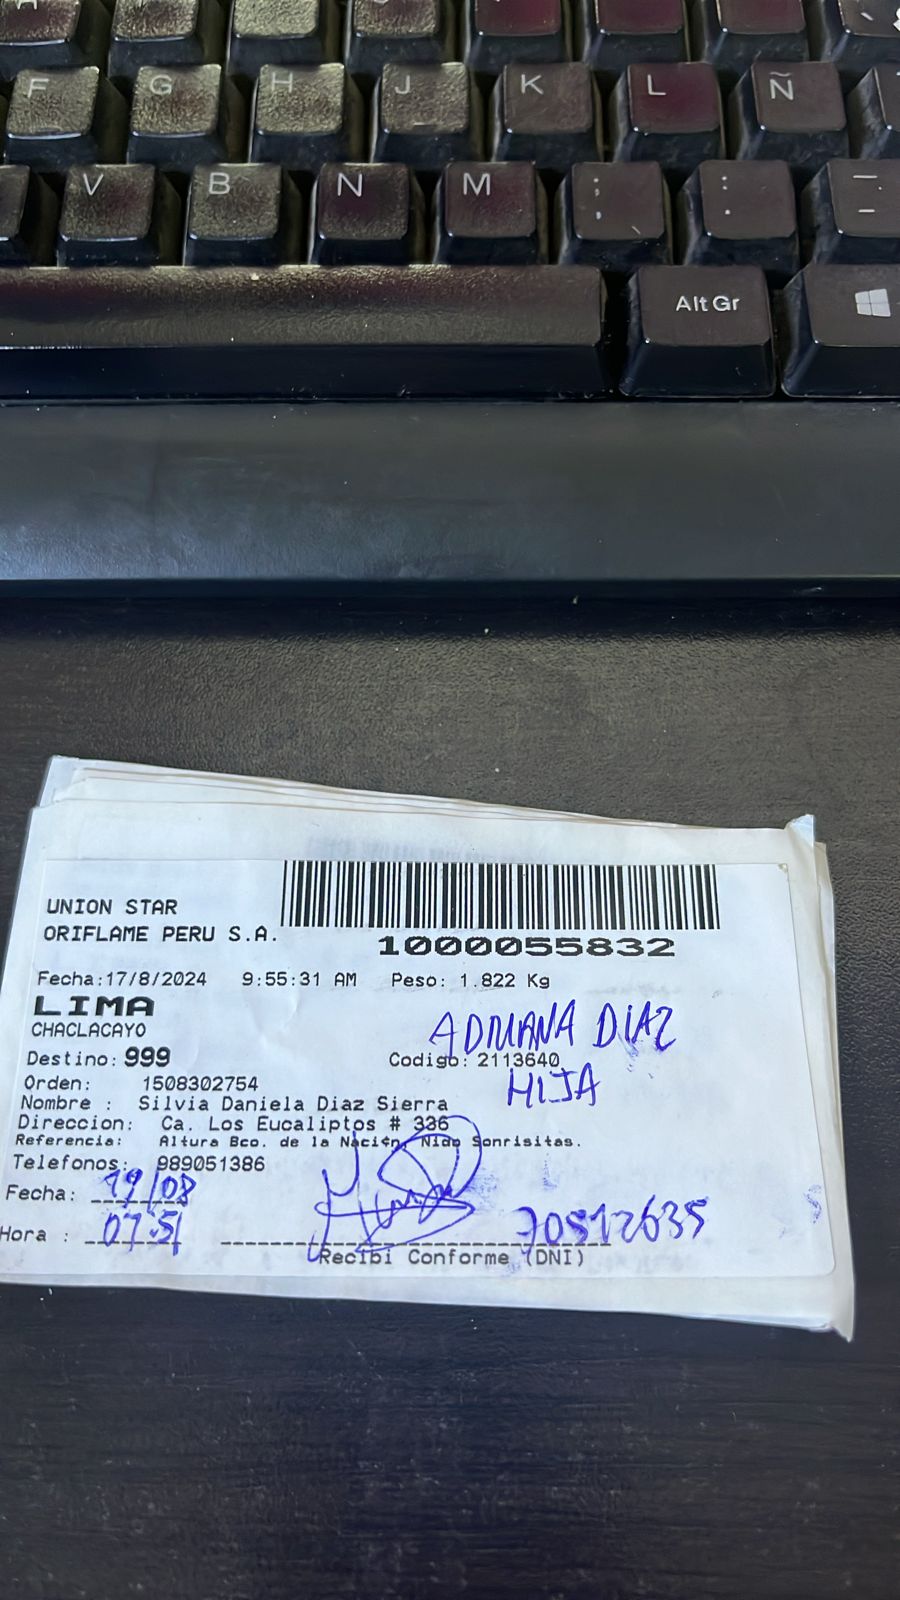 F G H J K L Ñ
V B N M ; , : . _ -
Alt Gr
UNION STAR
ORIFLAME PERU S.A.
1000055832
Fecha:17/8/2024 9:55:31 AM Peso: 1.822 Kg
LIMA
CHACLACAYO
ADRIANA DIAZ
Destino: 999 Codigo: 2113640
HIJA
Orden: 1508302754
Nombre : Silvia Daniela Diaz Sierra
Direccion: Ca. Los Eucaliptos # 336
Referencia: Altura Bco. de la Nación, Nido Sonrisitas.
Telefonos: 989051386
Fecha: 19/08
Hora : 07:51
70512635
Recibi Conforme (DNI)